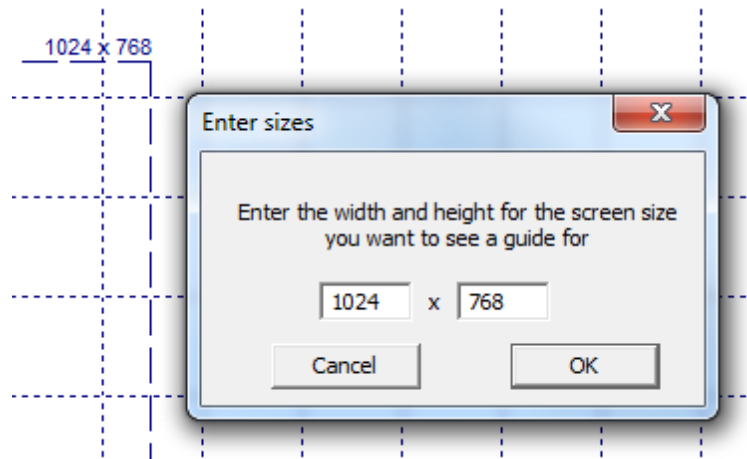 1024 x 768
Enter sizes
Enter the width and height for the screen size
you want to see a guide for
1024 x 768
Cancel OK